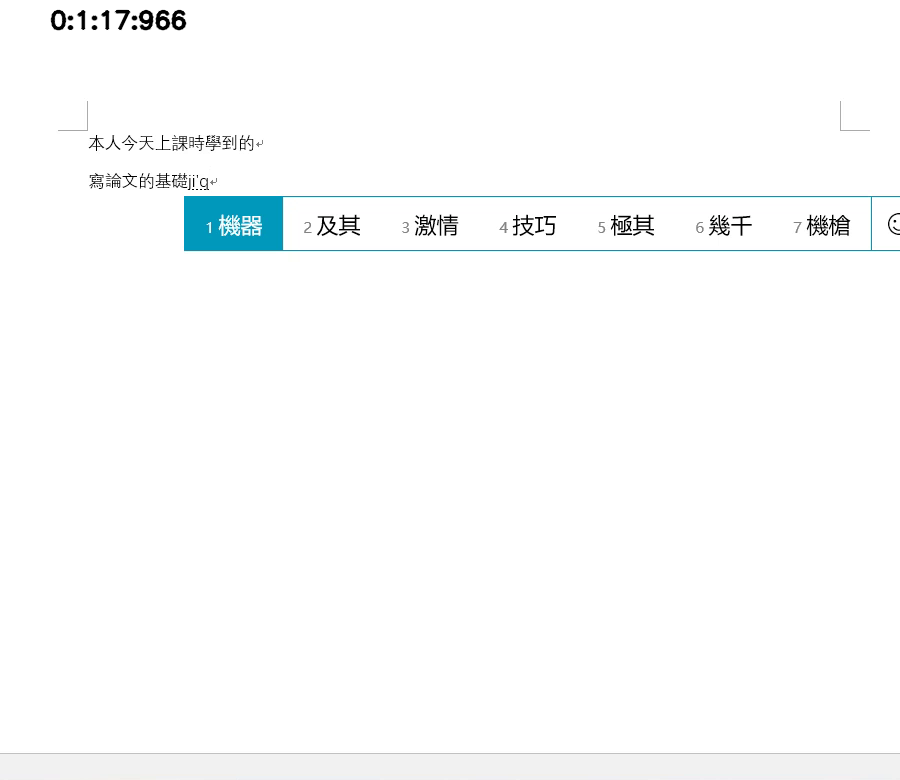 0:1:17:966
本人今天上課時學到的↵
寫論文的基礎ji'q↵
1 機器 2 及其 3 激情 4 技巧 5 極其 6 幾千 7 機槍